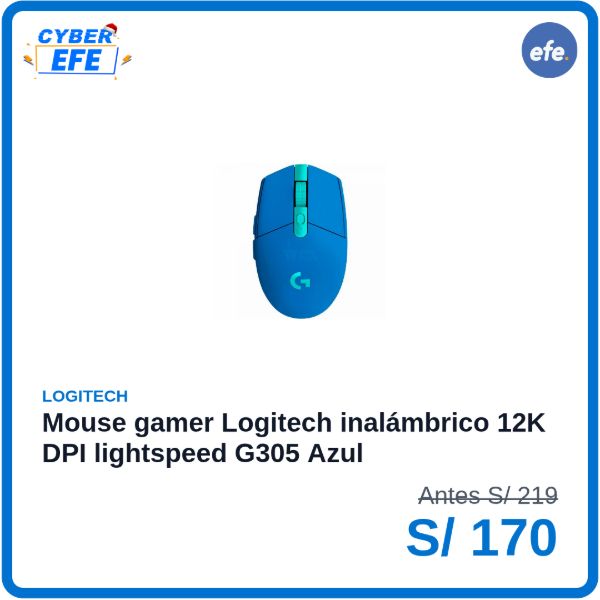 CYBER
EFE
efe.
LOGITECH
Mouse gamer Logitech inalámbrico 12K
DPI lightspeed G305 Azul
Antes S/ 219
S/ 170